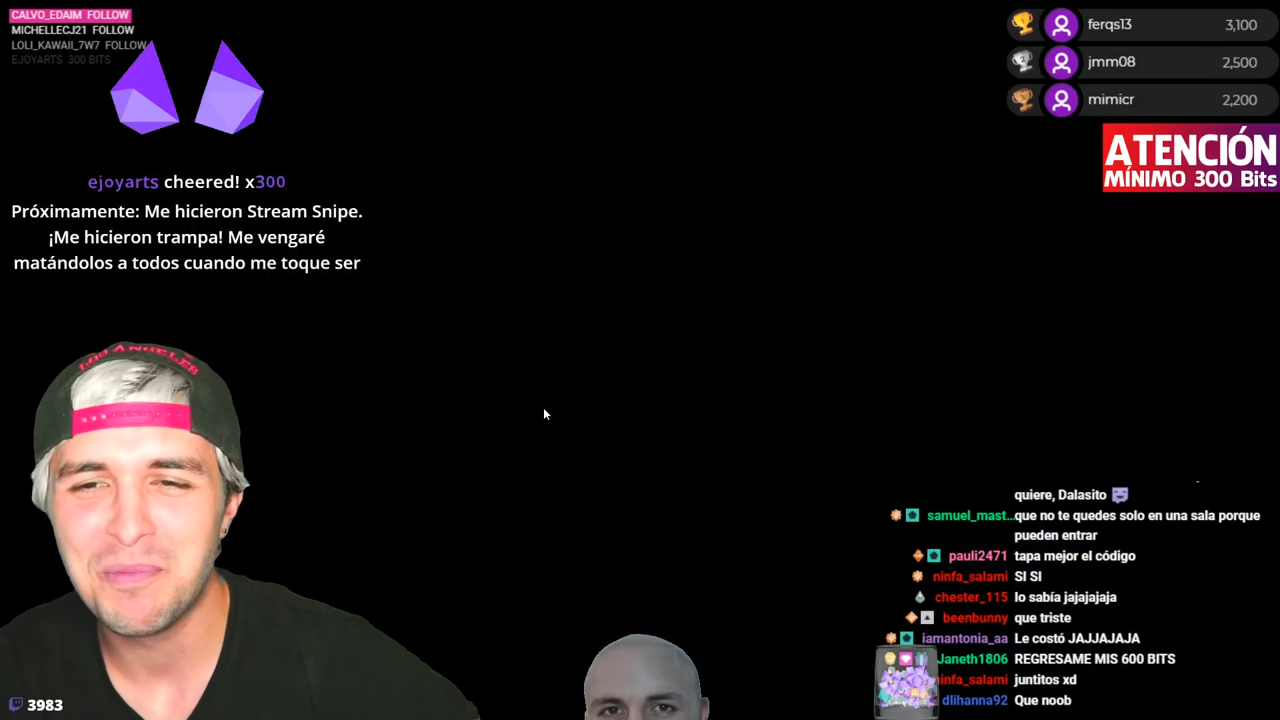 CALVO_EDAIM FOLLOW
MICHELLECJ21 FOLLOW
LOLI_KAWAII_7W7 FOLLOW
EJOYARTS 300 BITS
ejoyarts cheered! x300
Próximamente: Me hicieron Stream Snipe.
¡Me hicieron trampa! Me vengaré
matándolos a todos cuando me toque ser
ferqs13 3,100
jmm08 2,500
mimicr 2,200
ATENCIÓN
MÍNIMO 300 Bits
LOS ANGELES
quiere, Dalasito
samuel_mast... que no te quedes solo en una sala porque
pueden entrar
pauli2471 tapa mejor el código
ninfa_salami SI SI
chester_115 lo sabía jajajajaja
beenbunny que triste
iamantonia_aa Le costó JAJJAJAJA
Janeth1806 REGRESAME MIS 600 BITS
ninfa_salami juntitos xd
dlihanna92 Que noob
3983